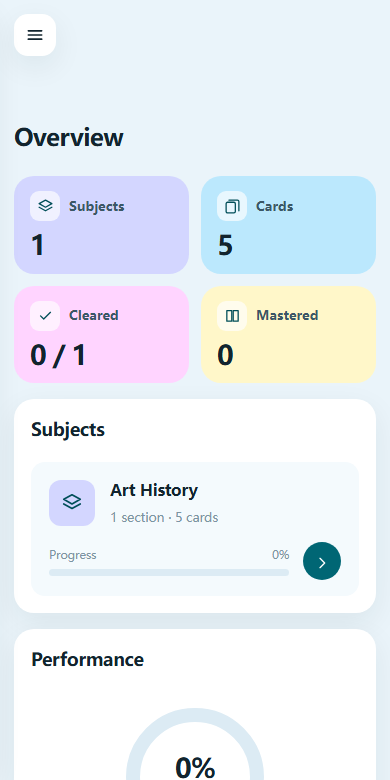 Overview
Subjects
1
Cards
5
Cleared
0 / 1
Mastered
0
Subjects
Art History
1 section · 5 cards
Progress
0%
Performance
0%